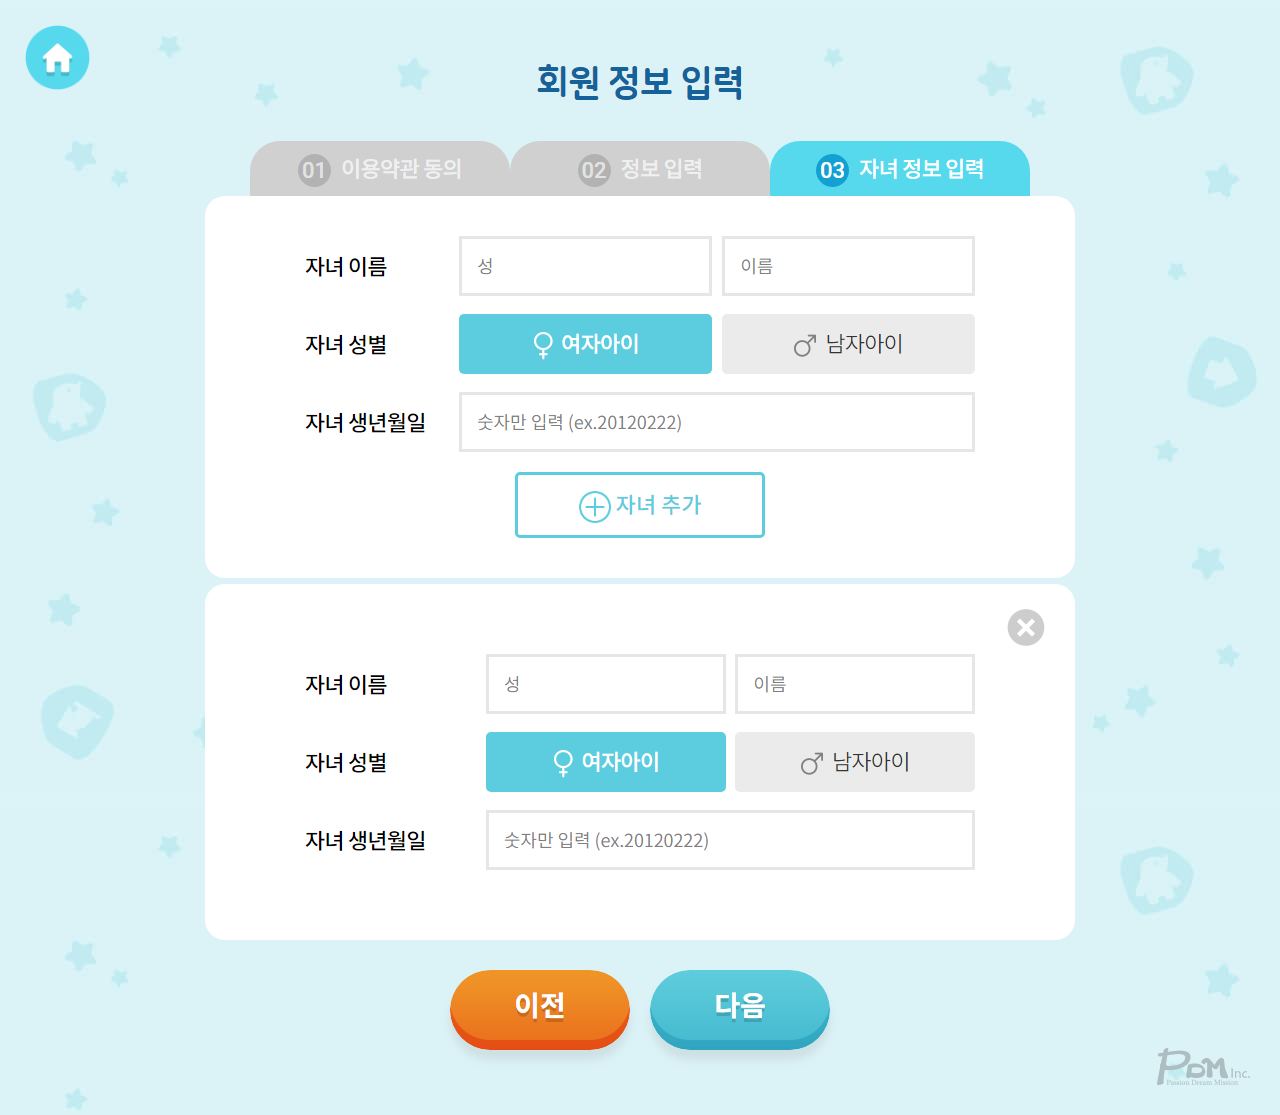 회원 정보 입력
01 이용약관 동의
02 정보 입력
03 자녀 정보 입력
자녀 이름
성
이름
자녀 성별
여자아이
남자아이
자녀 생년월일
숫자만 입력 (ex.20120222)
자녀 추가
자녀 이름
성
이름
자녀 성별
여자아이
남자아이
자녀 생년월일
숫자만 입력 (ex.20120222)
이전
다음
PDM Inc.
Passion Dream Mission